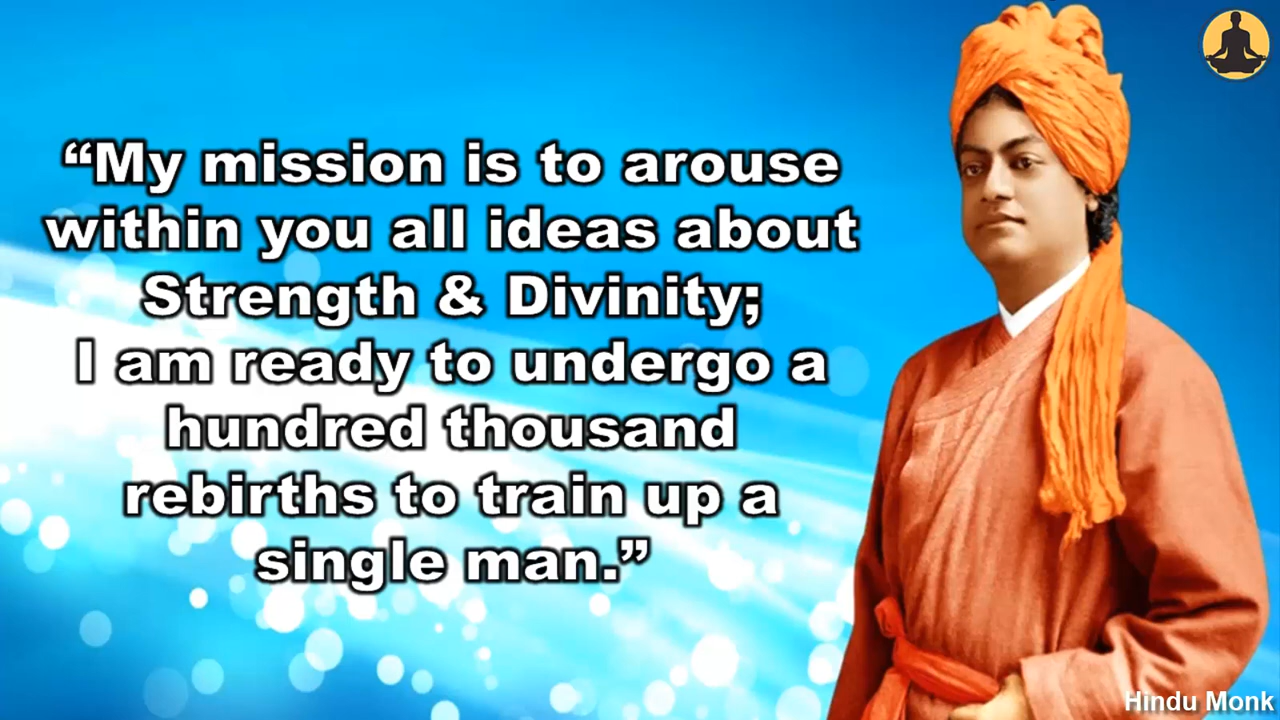 “My mission is to arouse
within you all ideas about
Strength & Divinity;
I am ready to undergo a
hundred thousand
rebirths to train up a
single man.”
Hindu Monk